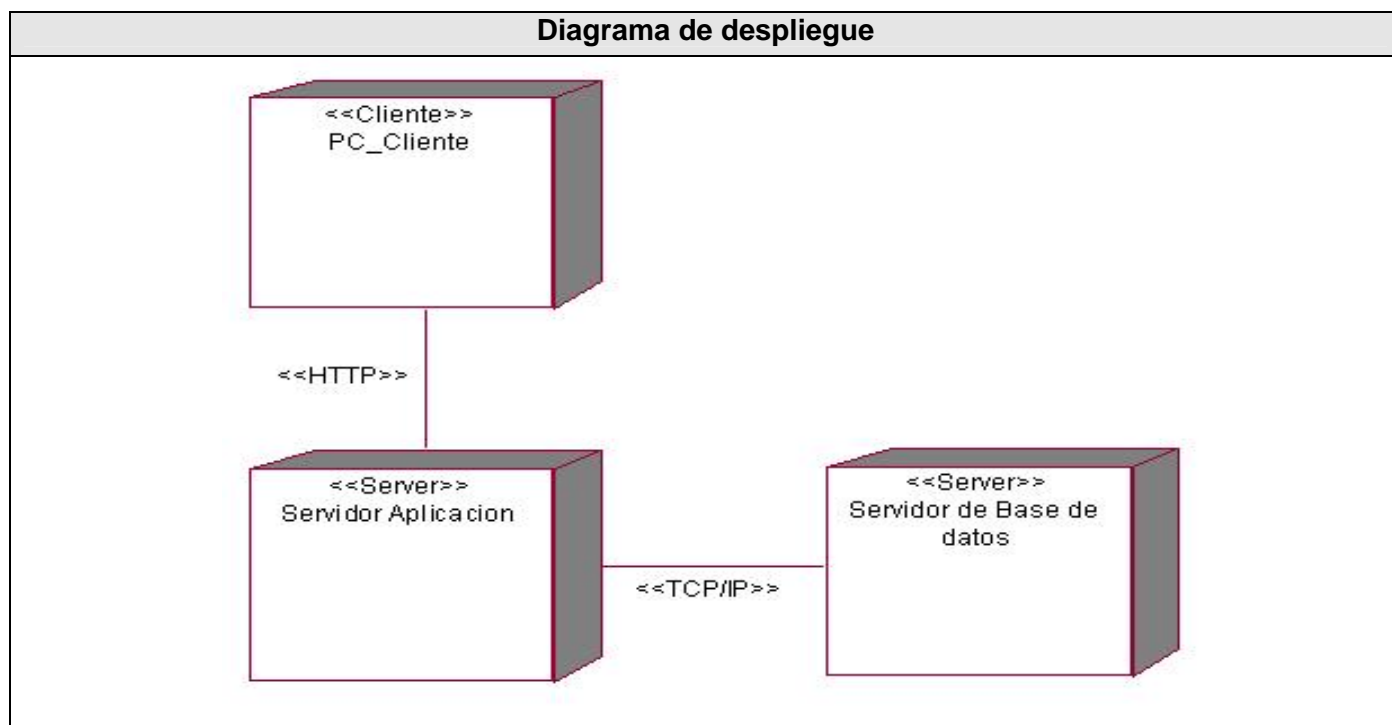 Diagrama de despliegue
<<Cliente>>
PC_Cliente
<<HTTP>>
<<Server>>
Servidor Aplicacion
<<TCP/IP>>
<<Server>>
Servidor de Base de
datos